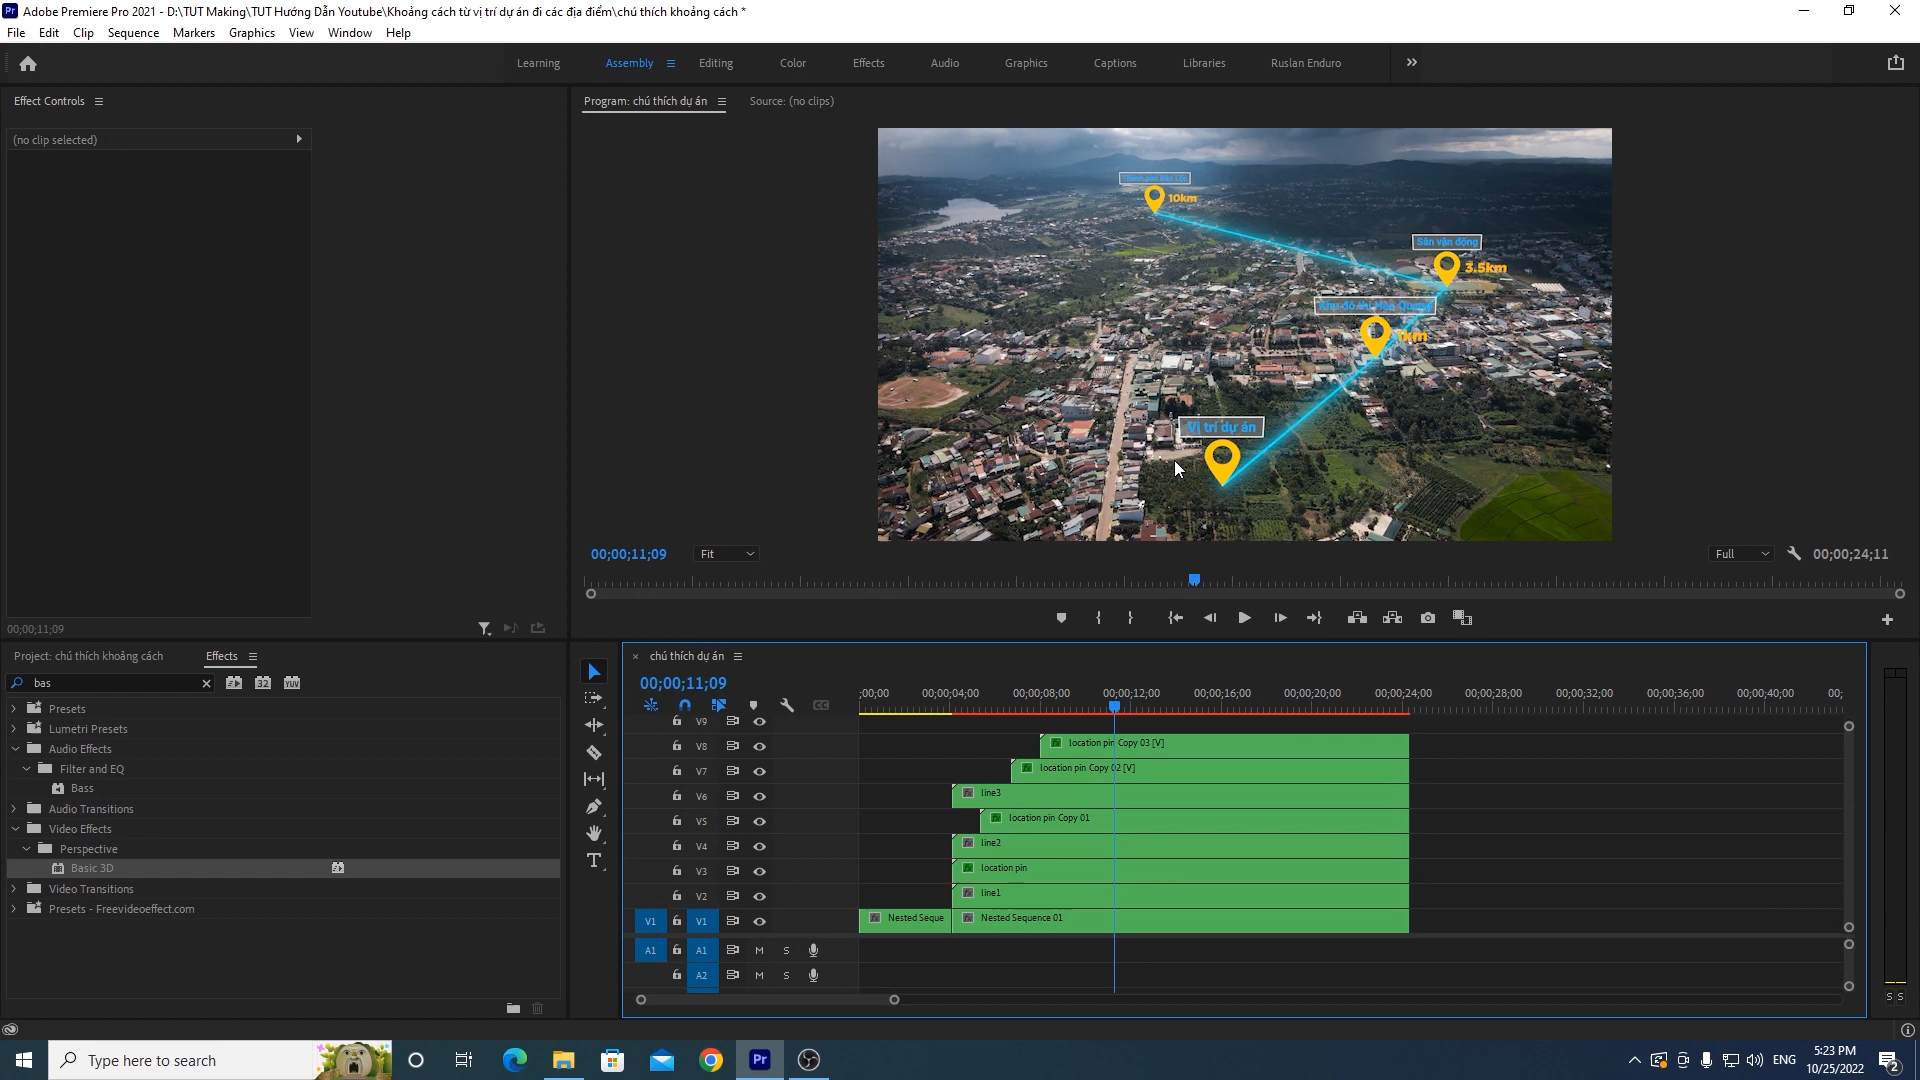 Adobe Premiere Pro 2021 - D:\TUT Making\TUT Hướng Dẫn Youtube\Khoảng cách từ vị trí dự án đi các địa điểm\chú thích khoảng cách *
File Edit Clip Sequence Markers Graphics View Window Help
Learning Assembly Editing Color Effects Audio Graphics Captions Libraries Ruslan Enduro
Effect Controls
Program: chú thích dự án Source: (no clips)
(no clip selected)
10km
Sân vận động
3.5km
1km
Vị trí dự án
00;00;11;09 Fit Full 00;00;24;11
00;00;11;09
Project: chú thích khoảng cách Effects
bas
32 YUV
Presets
Lumetri Presets
Audio Effects
Filter and EQ
Bass
Audio Transitions
Video Effects
Perspective
Basic 3D
Video Transitions
Presets - Freevideoeffect.com
chú thích dự án
00;00;11;09
;00;00 00;00;04;00 00;00;08;00 00;00;12;00 00;00;16;00 00;00;20;00 00;00;24;00 00;00;28;00 00;00;32;00 00;00;36;00 00;00;40;00 00;
V9
V8 location pin Copy 03 [V]
V7 location pin Copy 02 [V]
V6 line3
V5 location pin Copy 01
V4 line2
V3 location pin
V2 line1
V1 V1 Nested Seque Nested Sequence 01
A1 A1 M S
A2 M S
S S
Type here to search
Pr
ENG
5:23 PM
10/25/2022
2